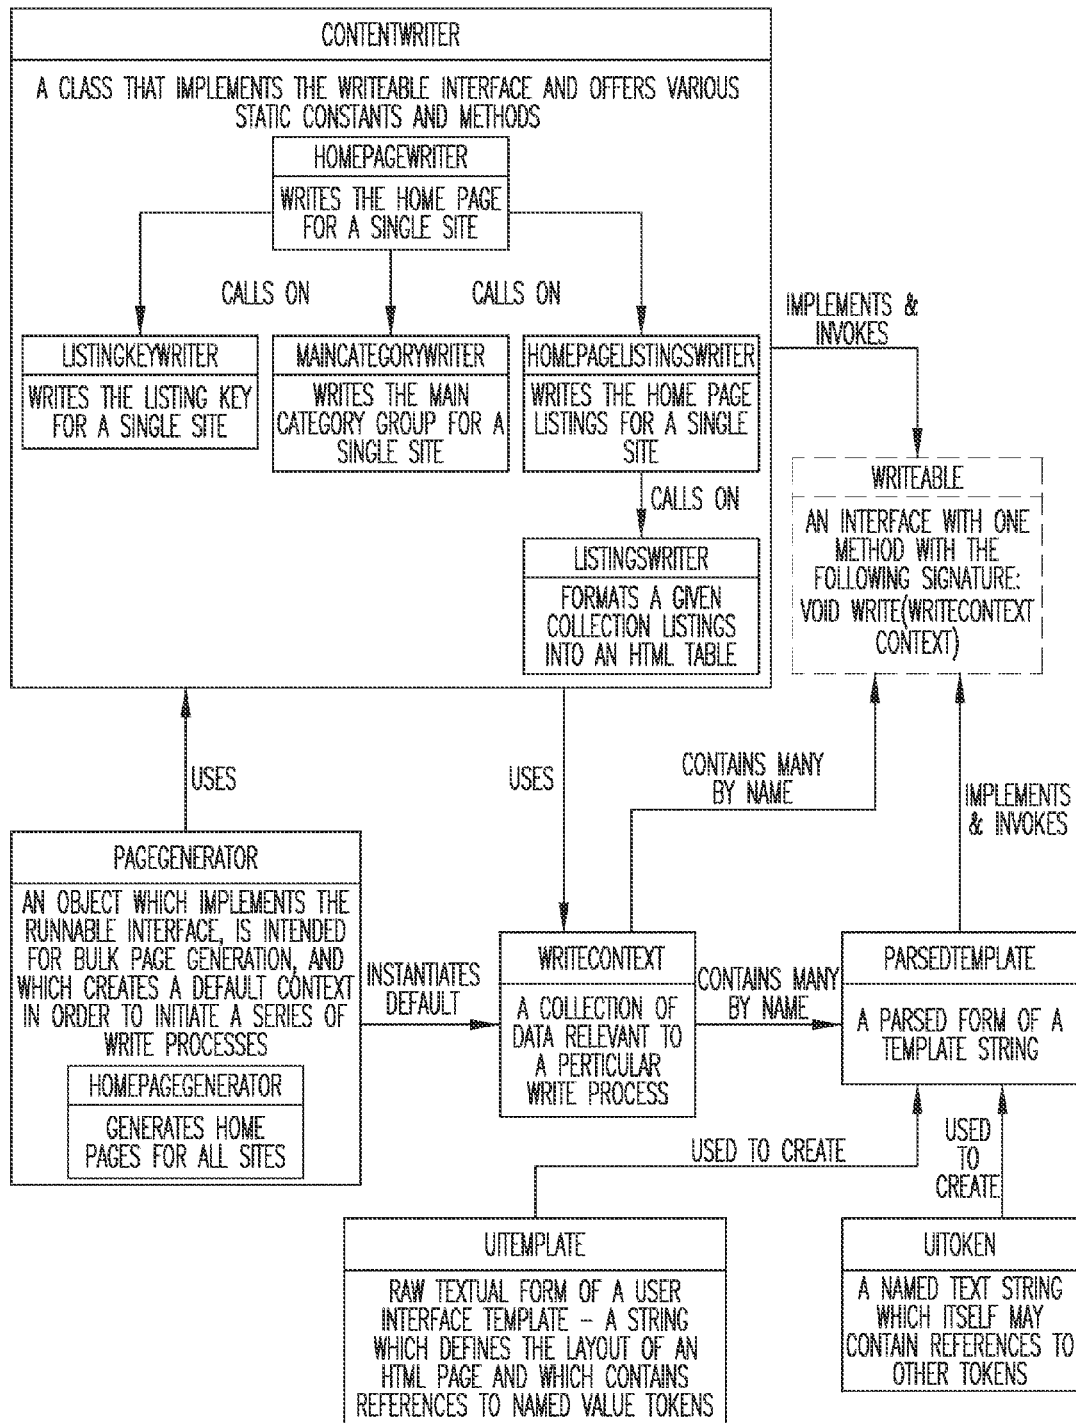 CONTENTWRITER
A CLASS THAT IMPLEMENTS THE WRITEABLE INTERFACE AND OFFERS VARIOUS
STATIC CONSTANTS AND METHODS
HOMEPAGEWRITER
WRITES THE HOME PAGE
FOR A SINGLE SITE
CALLS ON
CALLS ON
LISTINGKEYWRITER
WRITES THE LISTING KEY
FOR A SINGLE SITE
MAINCATEGORYWRITER
WRITES THE MAIN
CATEGORY GROUP FOR A
SINGLE SITE
HOMEPAGELISTINGSWRITER
WRITES THE HOME PAGE
LISTINGS FOR A SINGLE
SITE
CALLS ON
LISTINGSWRITER
FORMATS A GIVEN
COLLECTION LISTINGS
INTO AN HTML TABLE
IMPLEMENTS &
INVOKES
WRITEABLE
AN INTERFACE WITH ONE
METHOD WITH THE
FOLLOWING SIGNATURE:
VOID WRITE(WRITECONTEXT
CONTEXT)
USES
USES
CONTAINS MANY
BY NAME
IMPLEMENTS
& INVOKES
PAGEGENERATOR
AN OBJECT WHICH IMPLEMENTS THE
RUNNABLE INTERFACE, IS INTENDED
FOR BULK PAGE GENERATION, AND
WHICH CREATES A DEFAULT CONTEXT
IN ORDER TO INITIATE A SERIES OF
WRITE PROCESSES
HOMEPAGEGENERATOR
GENERATES HOME
PAGES FOR ALL SITES
INSTANTIATES
DEFAULT
WRITECONTEXT
A COLLECTION OF
DATA RELEVANT TO
A PERTICULAR
WRITE PROCESS
CONTAINS MANY
BY NAME
PARSEDTEMPLATE
A PARSED FORM OF A
TEMPLATE STRING
USED TO CREATE
USED
TO
CREATE
UITEMPLATE
RAW TEXTUAL FORM OF A USER
INTERFACE TEMPLATE – A STRING
WHICH DEFINES THE LAYOUT OF AN
HTML PAGE AND WHICH CONTAINS
REFERENCES TO NAMED VALUE TOKENS
UITOKEN
A NAMED TEXT STRING
WHICH ITSELF MAY
CONTAIN REFERENCES TO
OTHER TOKENS